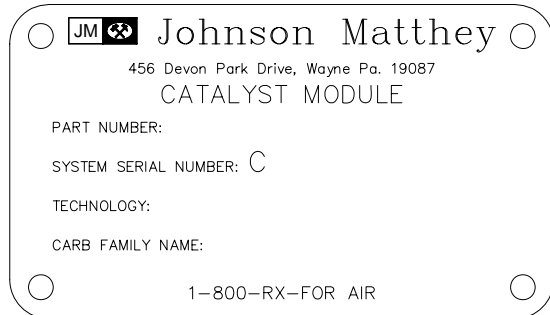 JM Johnson Matthey
456 Devon Park Drive, Wayne Pa. 19087
CATALYST MODULE
PART NUMBER:
SYSTEM SERIAL NUMBER: C
TECHNOLOGY:
CARB FAMILY NAME:
1-800-RX-FOR AIR